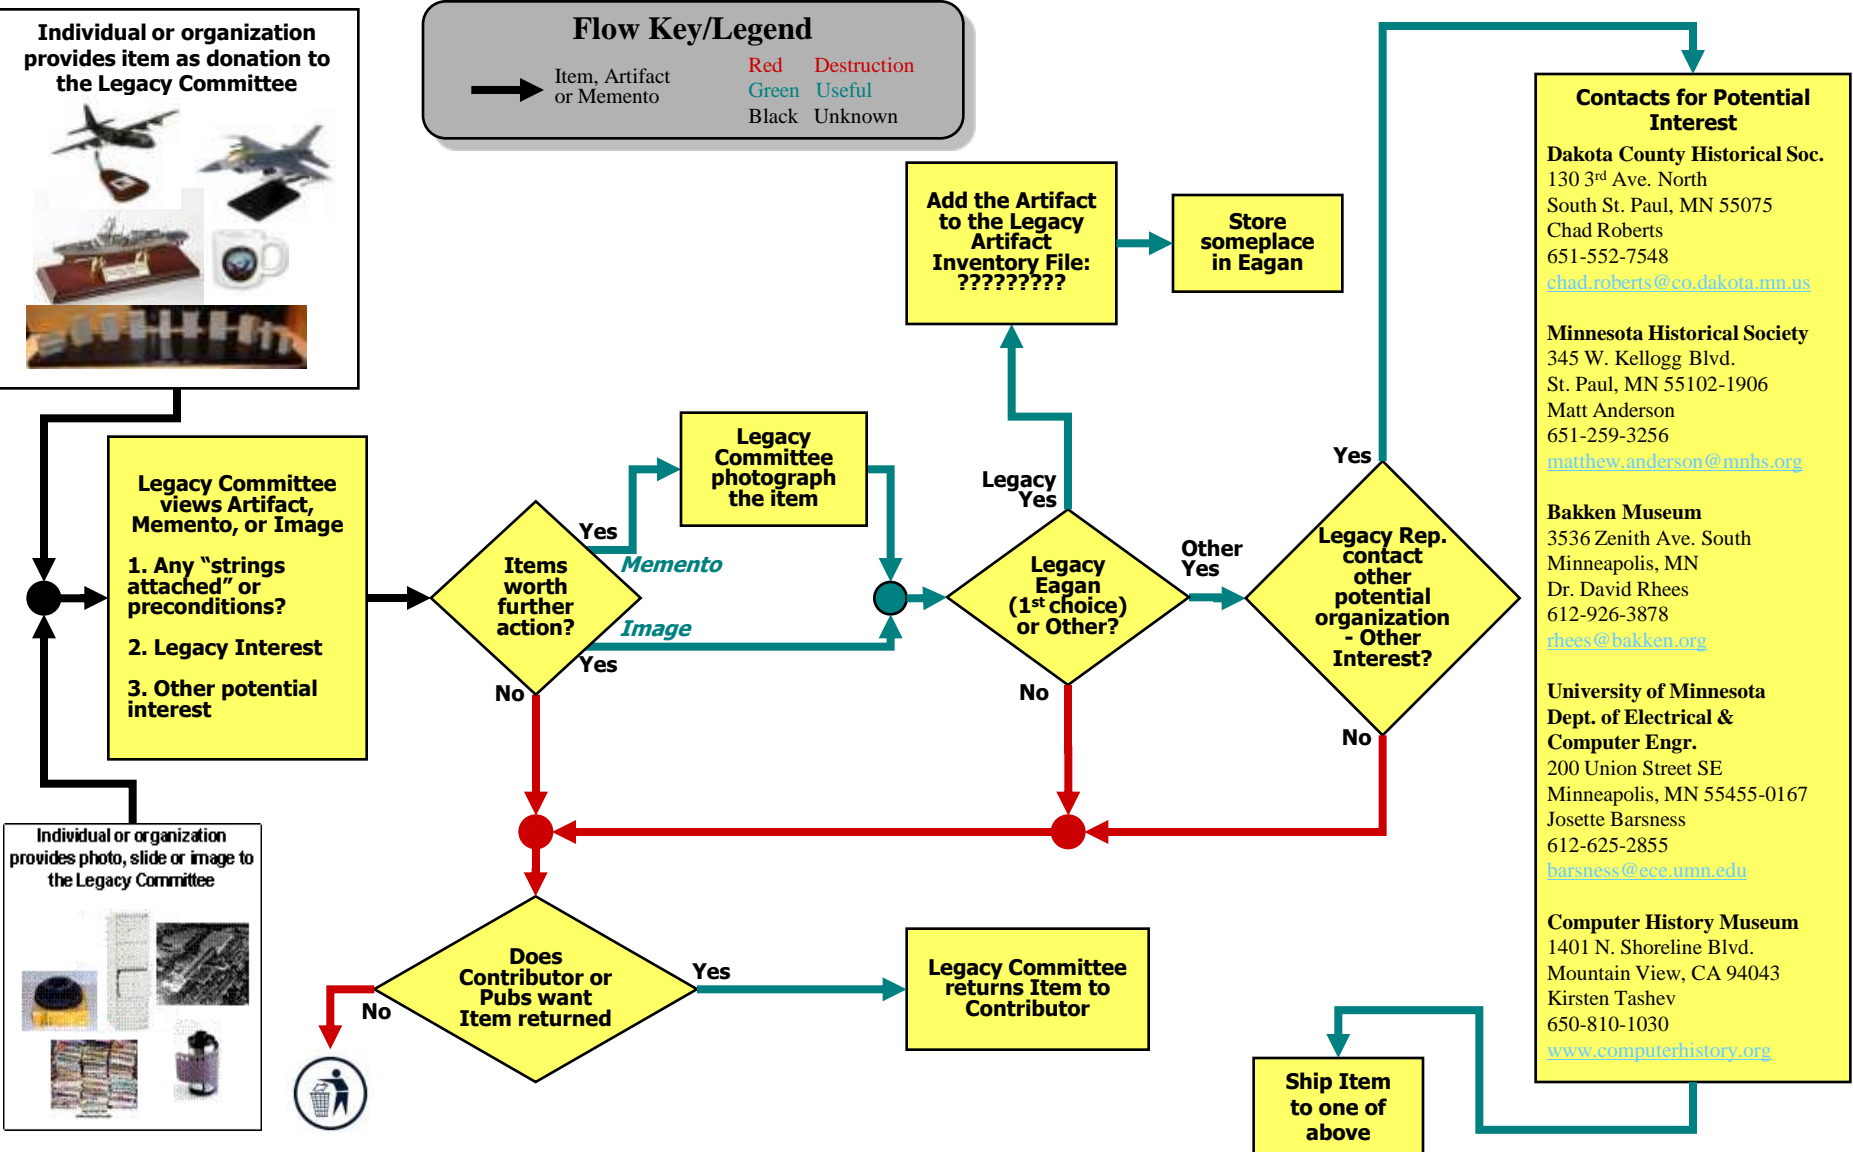 Individual or organization
provides item as donation to
the Legacy Committee
Flow Key/Legend
Item, Artifact
or Memento
Red Destruction
Green Useful
Black Unknown
Add the Artifact
to the Legacy
Artifact
Inventory File:
?????????
Store
someplace
in Eagan
Contacts for Potential
Interest
Dakota County Historical Soc.
130 3rd Ave. North
South St. Paul, MN 55075
Chad Roberts
651-552-7548
chad.roberts@co.dakota.mn.us
Minnesota Historical Society
345 W. Kellogg Blvd.
St. Paul, MN 55102-1906
Matt Anderson
651-259-3256
matthew.anderson@mnhs.org
Bakken Museum
3536 Zenith Ave. South
Minneapolis, MN
Dr. David Rhees
612-926-3878
rhees@bakken.org
University of Minnesota
Dept. of Electrical &
Computer Engr.
200 Union Street SE
Minneapolis, MN 55455-0167
Josette Barsness
612-625-2855
barsness@ece.umn.edu
Computer History Museum
1401 N. Shoreline Blvd.
Mountain View, CA 94043
Kirsten Tashev
650-810-1030
www.computerhistory.org
Legacy Committee
views Artifact,
Memento, or Image
1. Any “strings
attached” or
preconditions?
2. Legacy Interest
3. Other potential
interest
Items
worth
further
action?
Yes
Memento
Image
Yes
No
Legacy
Committee
photograph
the item
Legacy
Yes
Legacy
Eagan
(1st choice)
or Other?
No
Other
Yes
Yes
Legacy Rep.
contact
other
potential
organization
- Other
Interest?
No
Individual or organization
provides photo, slide or image to
the Legacy Committee
Does
Contributor or
Pubs want
Item returned
No
Yes
Legacy Committee
returns Item to
Contributor
Ship Item
to one of
above